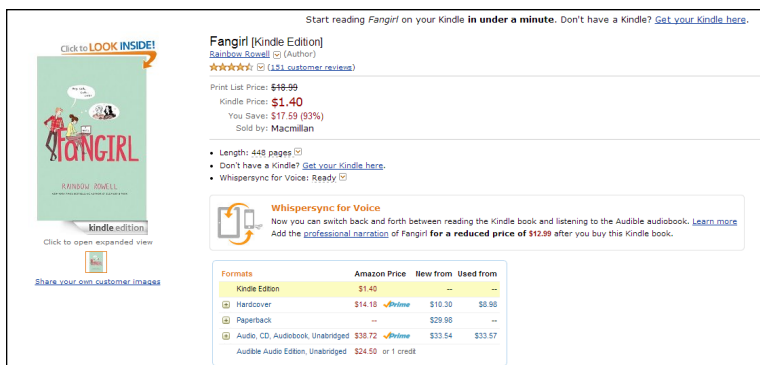 Start reading Fangirl on your Kindle in under a minute. Don't have a Kindle? Get your Kindle here.
Click to LOOK INSIDE!
FANGIRL
RAINBOW ROWELL
kindle edition
Click to open expanded view
Share your own customer images
Fangirl [Kindle Edition]
Rainbow Rowell (Author)
(151 customer reviews)
Print List Price: $18.99
Kindle Price: $1.40
You Save: $17.59 (93%)
Sold by: Macmillan
• Length: 448 pages
• Don't have a Kindle? Get your Kindle here.
• Whispersync for Voice: Ready
Whispersync for Voice
Now you can switch back and forth between reading the Kindle book and listening to the Audible audiobook. Learn more
Add the professional narration of Fangirl for a reduced price of $12.99 after you buy this Kindle book.
Formats Amazon Price New from Used from
Kindle Edition $1.40 -- --
Hardcover $14.18 Prime $10.30 $8.98
Paperback -- $29.98 --
Audio, CD, Audiobook, Unabridged $38.72 Prime $33.54 $33.57
Audible Audio Edition, Unabridged $24.50 or 1 credit